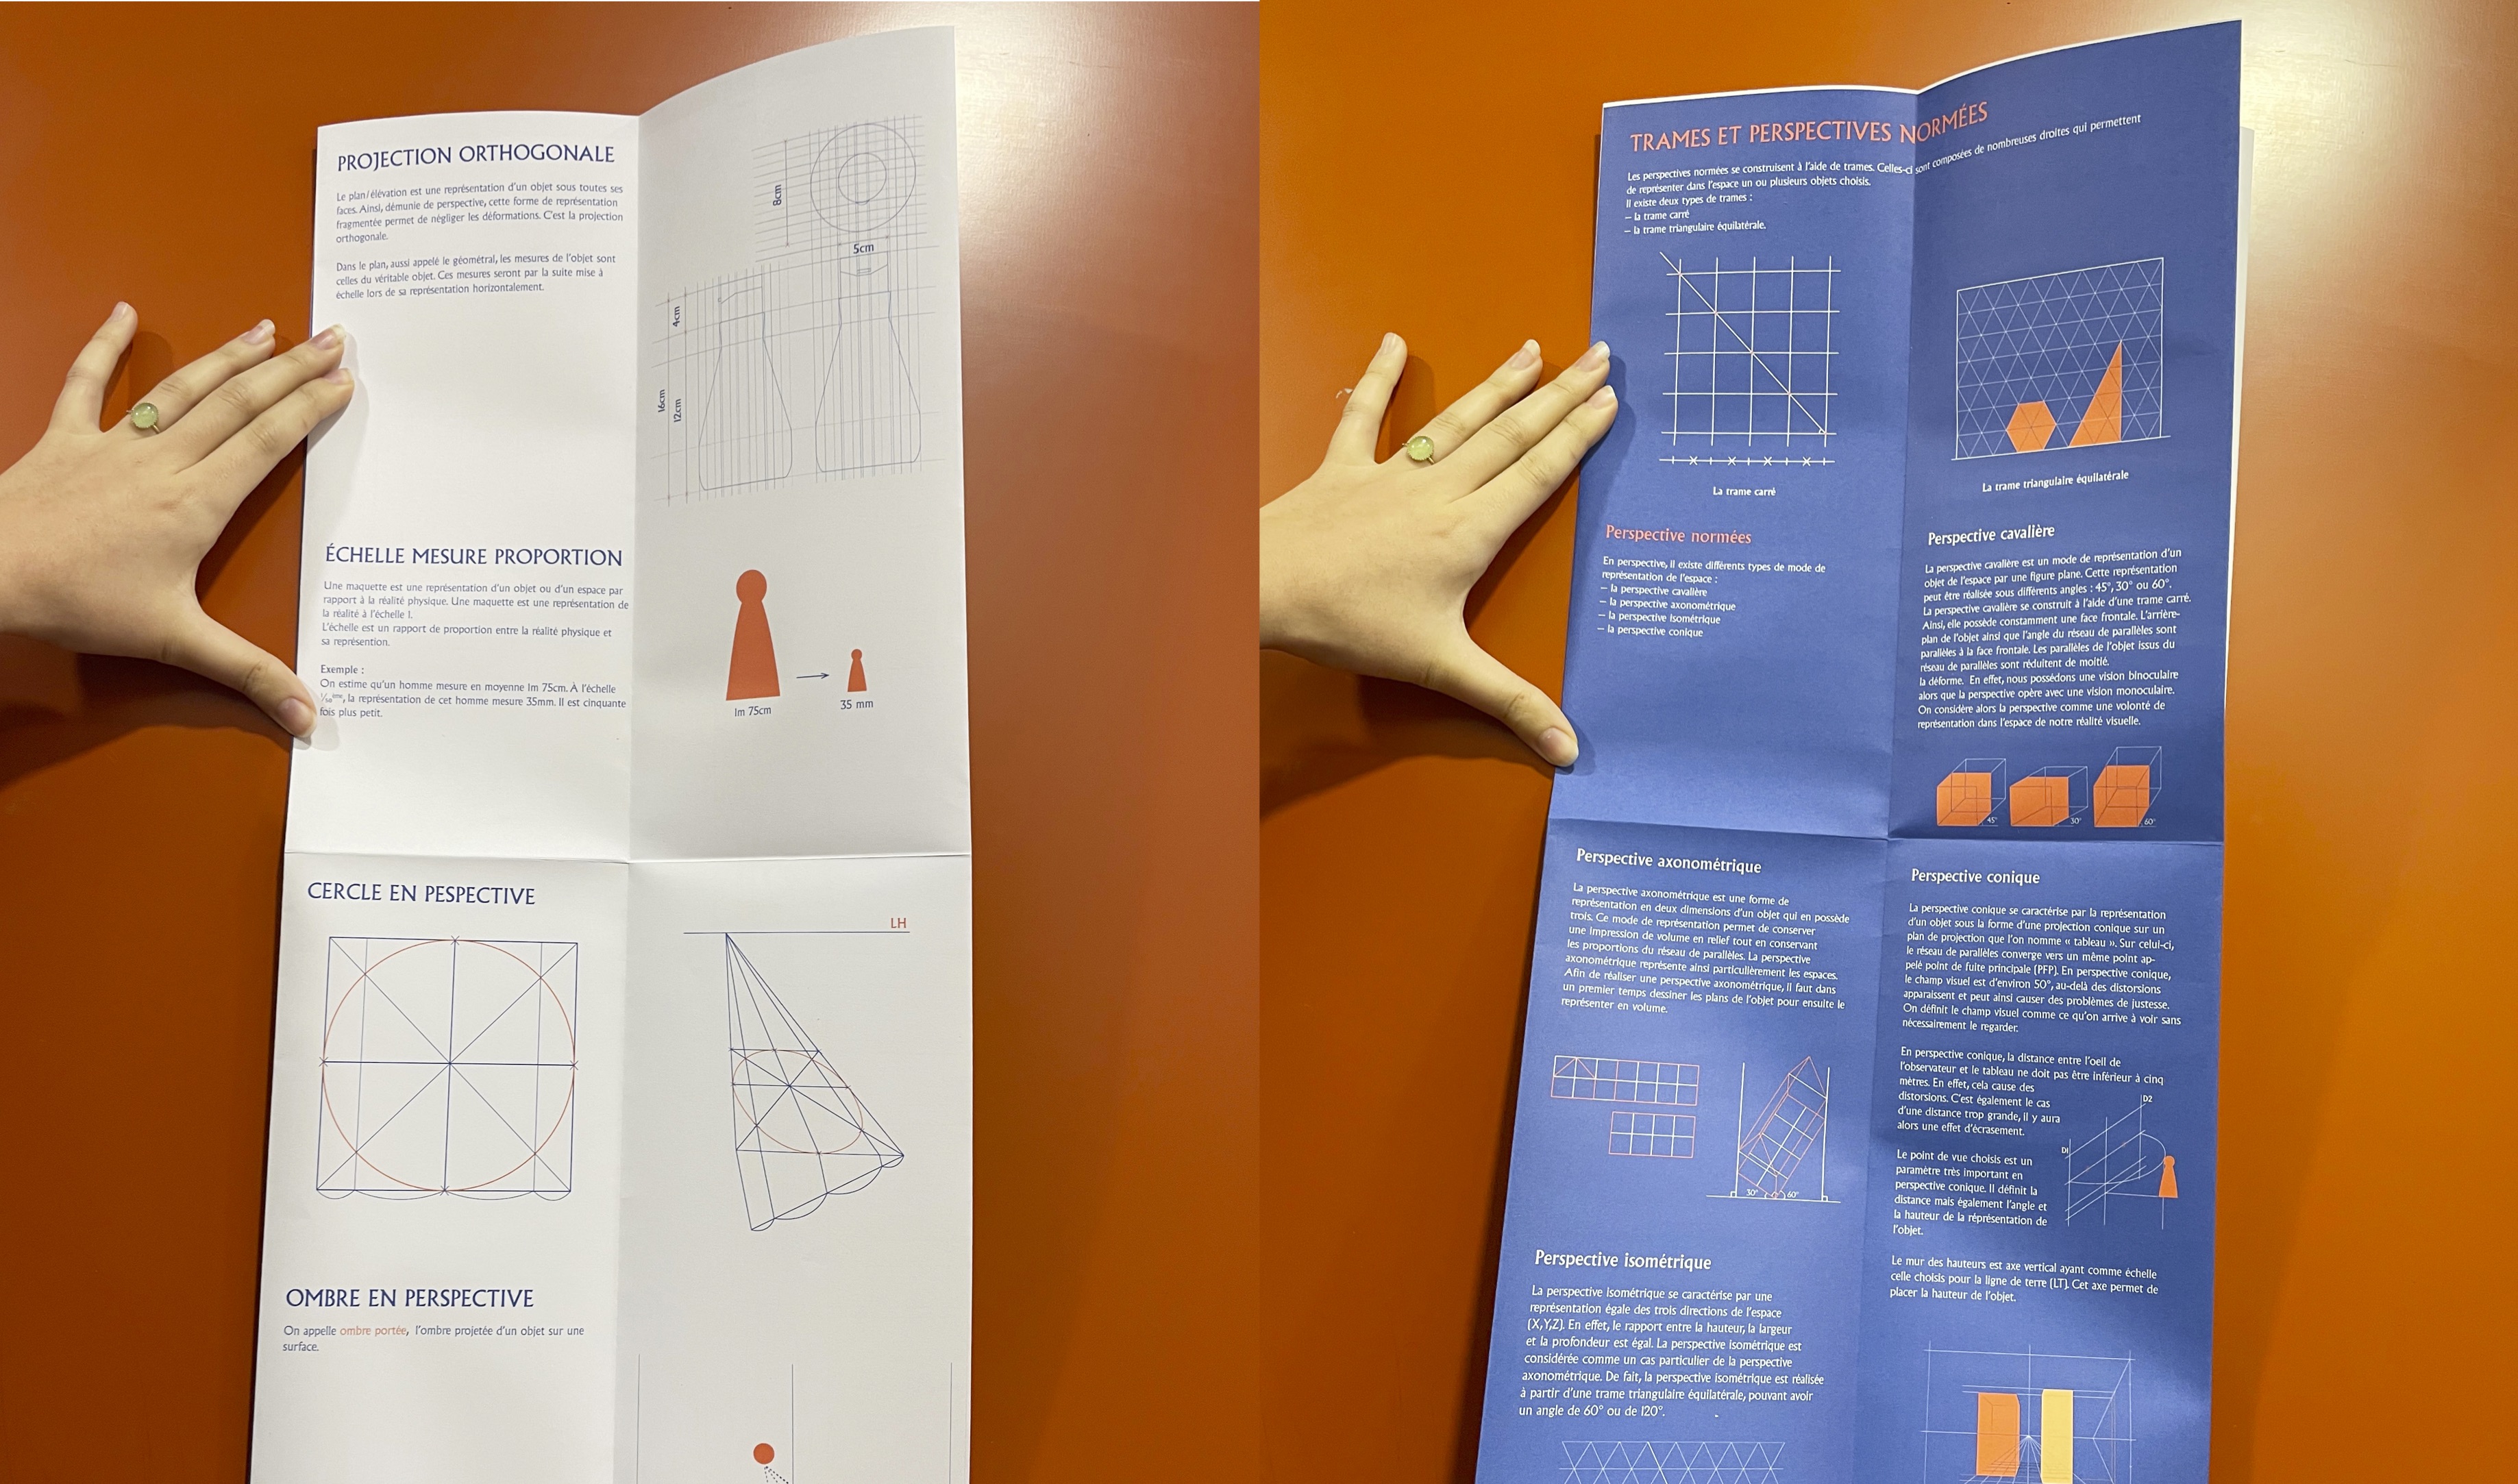 PROJECTION ORTHOGONALE
Le plan/élévation est une représentation d'un objet sous toutes ses
faces. Ainsi, démunie de perspective, cette forme de représentation
fragmentée permet de négliger les déformations. C'est la projection
orthogonale.
Dans le plan, aussi appelé le géométral, les mesures de l'objet sont
celles du véritable objet. Ces mesures seront par la suite mise à
échelle lors de sa représentation horizontalement.
8cm
5cm
4cm
16cm
12cm
ÉCHELLE MESURE PROPORTION
Une maquette est une représentation d'un objet ou d'un espace par
rapport à la réalité physique. Une maquette est une représentation de
la réalité à l'échelle 1.
L'échelle est un rapport de proportion entre la réalité physique et
sa représention.
Exemple :
On estime qu'un homme mesure en moyenne 1m 75cm. À l'échelle
la représentation de cet homme mesure 35mm. Il est cinquante
fois plus petit.
1m 75cm
35 mm
CERCLE EN PESPECTIVE
LH
OMBRE EN PERSPECTIVE
On appelle ombre portée, l'ombre projetée d'un objet sur une
surface.
TRAMES ET PERSPECTIVES NORMÉES
Les perspectives normées se construisent à l'aide de trames. Celles-ci sont composées de nombreuses droites qui permettent
de représenter dans l'espace un ou plusieurs objets choisis.
Il existe deux types de trames :
– la trame carré
– la trame triangulaire équilatérale.
La trame carré
La trame triangulaire équilatérale
Perspective normées
En perspective, il existe différents types de mode de
représentation de l'espace :
– la perspective cavalière
– la perspective axonométrique
– la perspective isométrique
– la perspective conique
Perspective cavalière
La perspective cavalière est un mode de représentation d'un
objet de l'espace par une figure plane. Cette représentation
peut être réalisée sous différents angles : 45°, 30° ou 60°.
La perspective cavalière se construit à l'aide d'une trame carré.
Ainsi, elle possède constamment une face frontale. L'arrière-
plan de l'objet ainsi que l'angle du réseau de parallèles sont
parallèles à la face frontale. Les parallèles de l'objet issus du
réseau de parallèles sont réduitent de moitié.
la déforme. En effet, nous possédons une vision binoculaire
alors que la perspective opère avec une vision monoculaire.
On considère alors la perspective comme une volonté de
représentation dans l'espace de notre réalité visuelle.
45°
30°
60°
Perspective axonométrique
La perspective axonométrique est une forme de
représentation en deux dimensions d'un objet qui en possède
trois. Ce mode de représentation permet de conserver
une impression de volume en relief tout en conservant
les proportions du réseau de parallèles. La perspective
axonométrique représente ainsi particulièrement les espaces.
Afin de réaliser une perspective axonométrique, il faut dans
un premier temps dessiner les plans de l'objet pour ensuite le
représenter en volume.
30°
60°
Perspective isométrique
La perspective isométrique se caractérise par une
représentation égale des trois directions de l'espace
(X,Y,Z). En effet, le rapport entre la hauteur, la largeur
et la profondeur est égal. La perspective isométrique est
considérée comme un cas particulier de la perspective
axonométrique. De fait, la perspective isométrique est réalisée
à partir d'une trame triangulaire équilatérale, pouvant avoir
un angle de 60° ou de 120°.
Perspective conique
La perspective conique se caractérise par la représentation
d'un objet sous la forme d'une projection conique sur un
plan de projection que l'on nomme « tableau ». Sur celui-ci,
le réseau de parallèles converge vers un même point ap-
pelé point de fuite principale (PFP). En perspective conique,
le champ visuel est d'environ 50°, au-delà des distorsions
apparaissent et peut ainsi causer des problèmes de justesse.
On définit le champ visuel comme ce qu'on arrive à voir sans
nécessairement le regarder.
En perspective conique, la distance entre l'oeil de
l'observateur et le tableau ne doit pas être inférieur à cinq
mètres. En effet, cela cause des
distorsions. C'est également le cas
d'une distance trop grande, il y aura
alors une effet d'écrasement.
D2
D1
Le point de vue choisis est un
paramètre très important en
perspective conique. Il définit la
distance mais également l'angle et
la hauteur de la réprésentation de
l'objet.
Le mur des hauteurs est axe vertical ayant comme échelle
celle choisis pour la ligne de terre (LT). Cet axe permet de
placer la hauteur de l'objet.